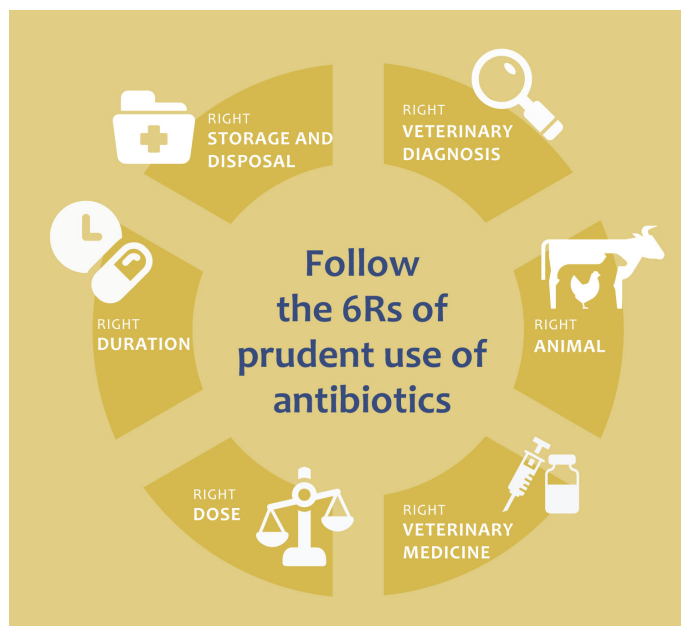 Follow
the 6Rs of
prudent use of
antibiotics
RIGHT
VETERINARY
DIAGNOSIS
RIGHT
ANIMAL
RIGHT
VETERINARY
MEDICINE
RIGHT
DOSE
RIGHT
DURATION
RIGHT
STORAGE AND
DISPOSAL